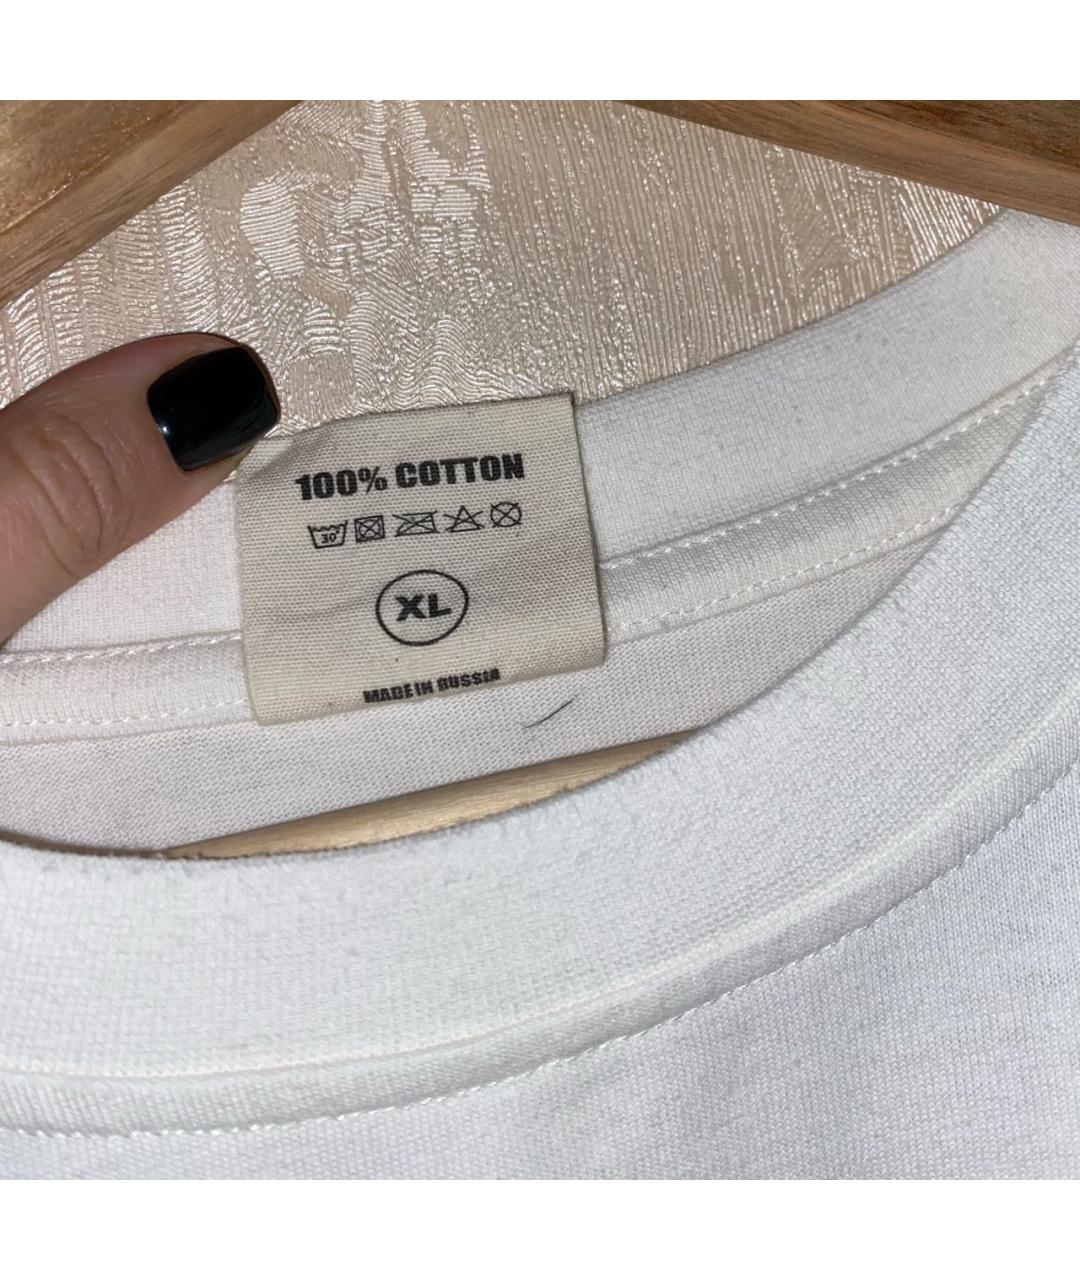 100% COTTON
30°
XL
MADE IN RUSSIA